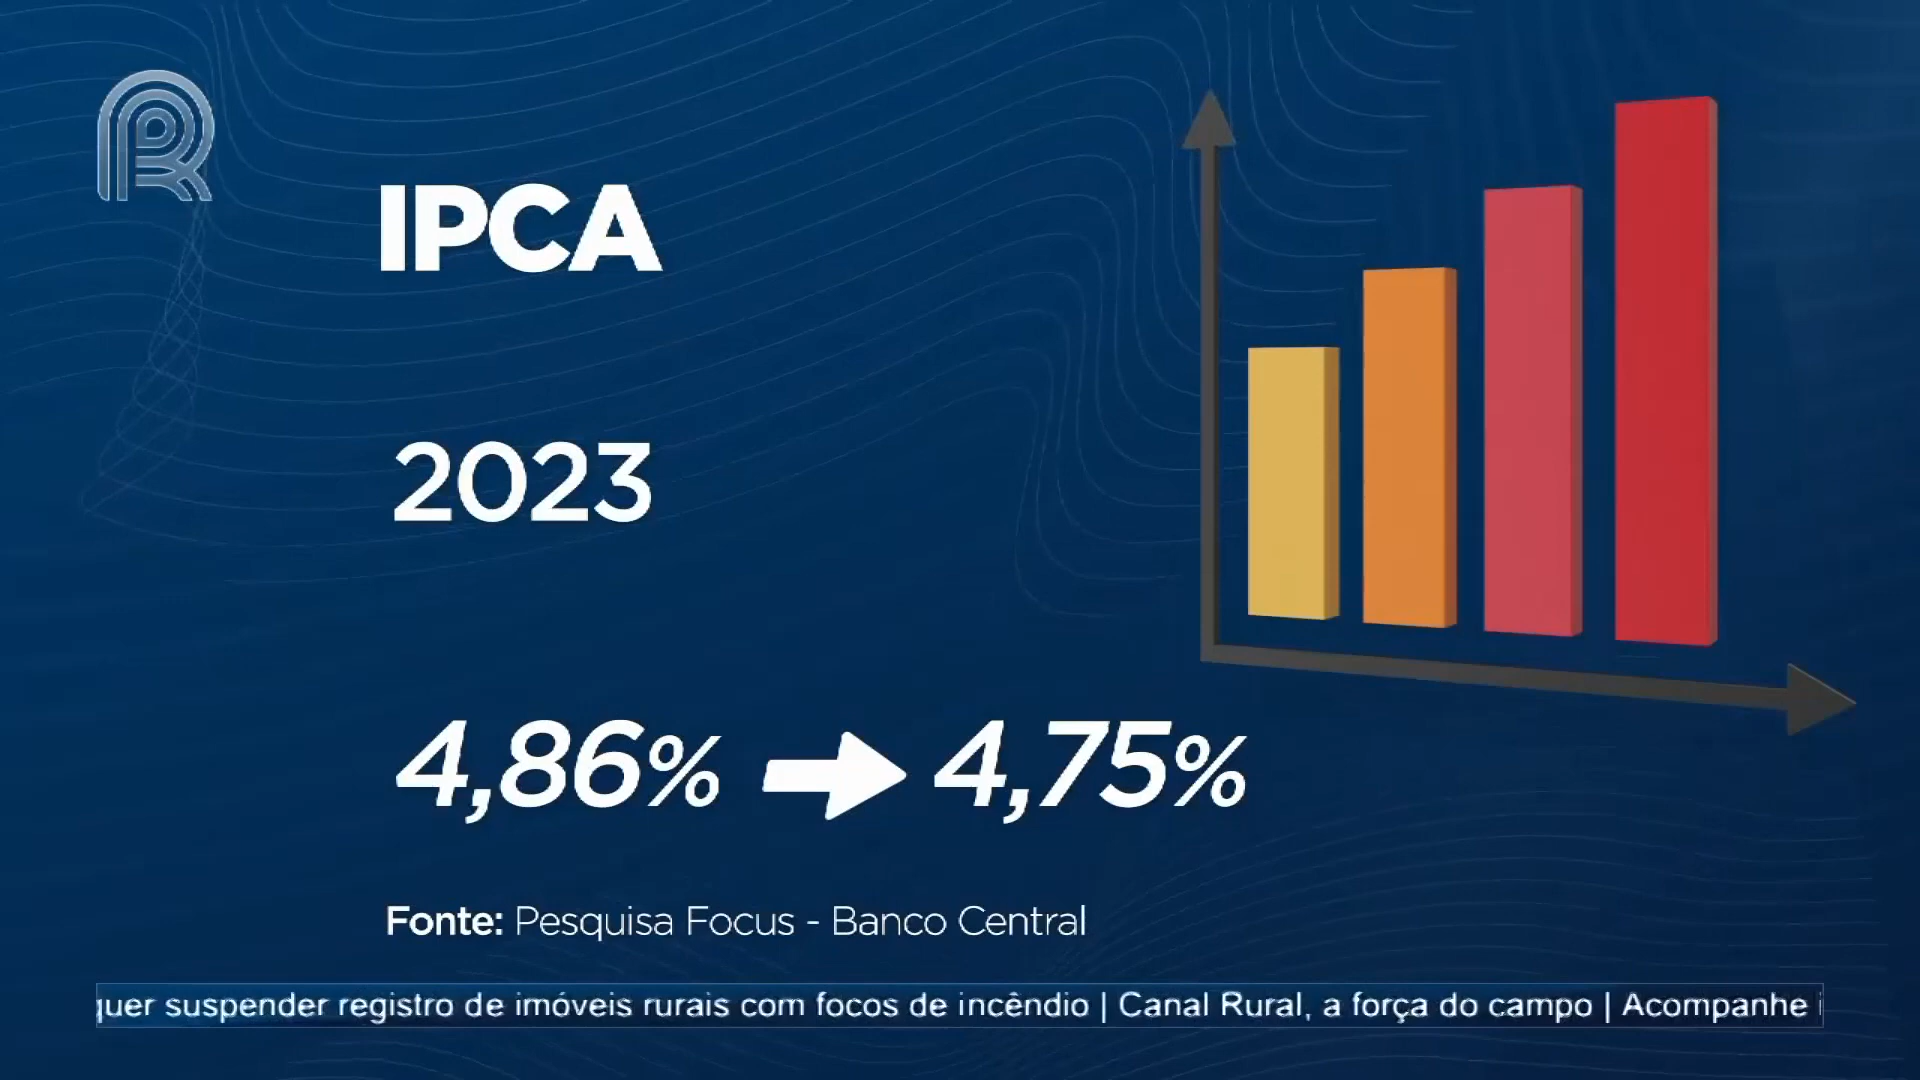 IPCA
2023
4,86% 4,75%
Fonte: Pesquisa Focus - Banco Central
quer suspender registro de imóveis rurais com focos de incêndio | Canal Rural, a força do campo | Acompanhe